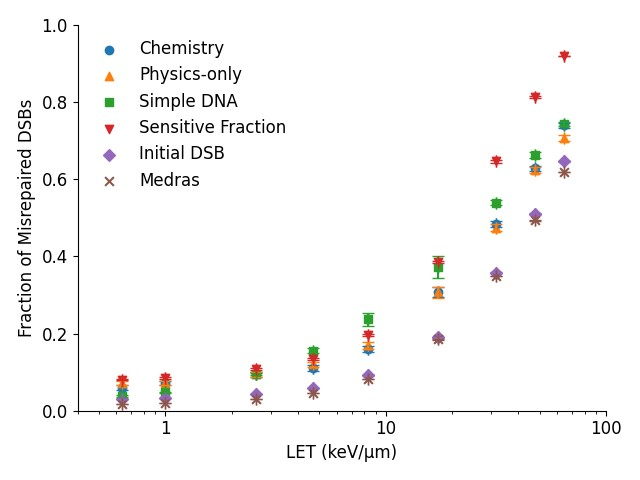 1.0
0.8
0.6
0.4
0.2
0.0
Fraction of Misrepaired DSBs
Chemistry
Physics-only
Simple DNA
Sensitive Fraction
Initial DSB
Medras
1 10 100
LET (keV/μm)